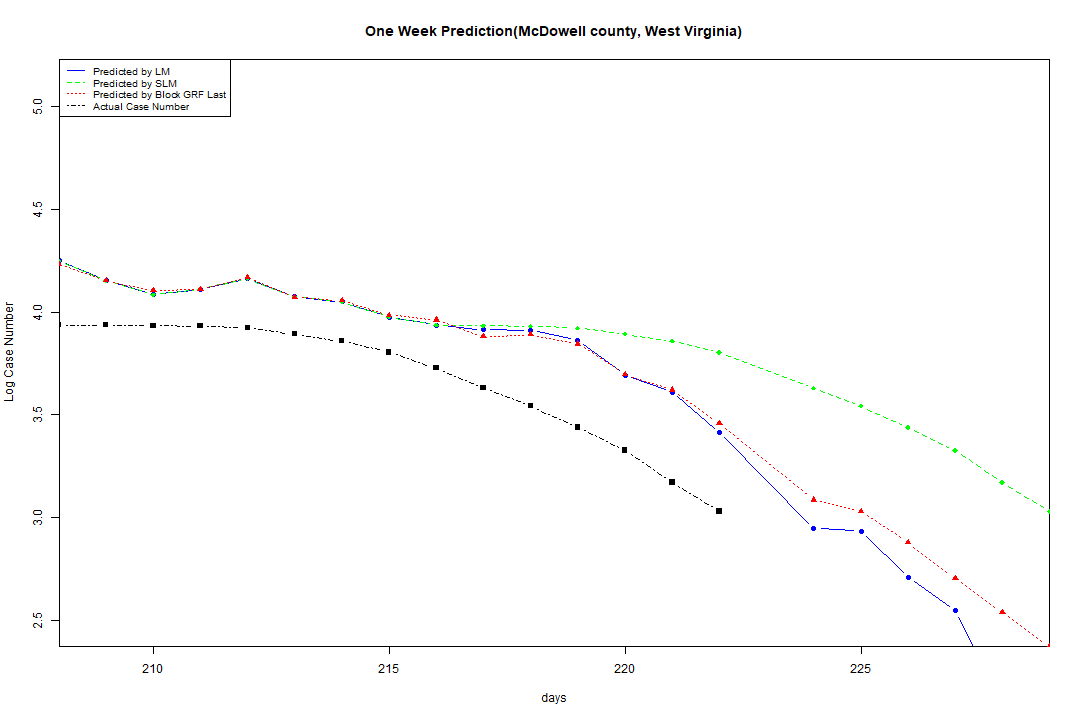 One Week Prediction(McDowell county, West Virginia)
Predicted by LM
Predicted by SLM
Predicted by Block GRF Last
Actual Case Number
5.0
4.5
4.0
3.5
3.0
2.5
Log Case Number
210
215
220
225
days